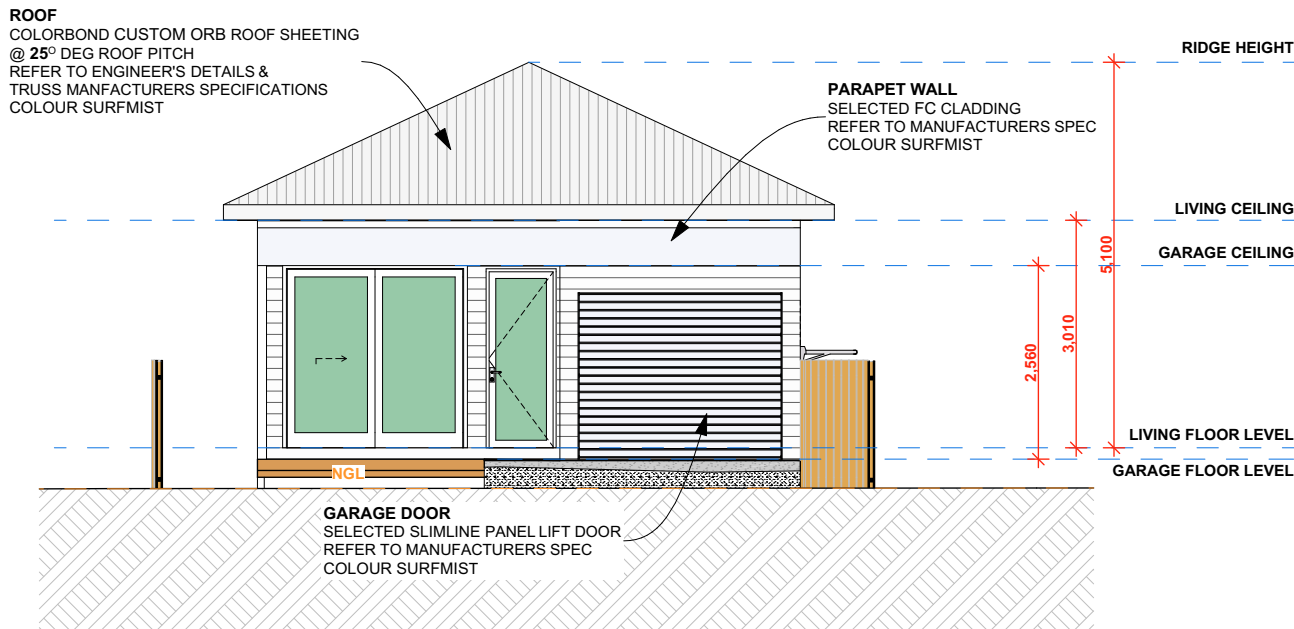 ROOF
COLORBOND CUSTOM ORB ROOF SHEETING
@ 25° DEG ROOF PITCH
REFER TO ENGINEER'S DETAILS &
TRUSS MANFACTURERS SPECIFICATIONS
COLOUR SURFMIST
RIDGE HEIGHT
PARAPET WALL
SELECTED FC CLADDING
REFER TO MANUFACTURERS SPEC
COLOUR SURFMIST
LIVING CEILING
GARAGE CEILING
5,100
3,010
2,560
LIVING FLOOR LEVEL
GARAGE FLOOR LEVEL
NGL
GARAGE DOOR
SELECTED SLIMLINE PANEL LIFT DOOR
REFER TO MANUFACTURERS SPEC
COLOUR SURFMIST